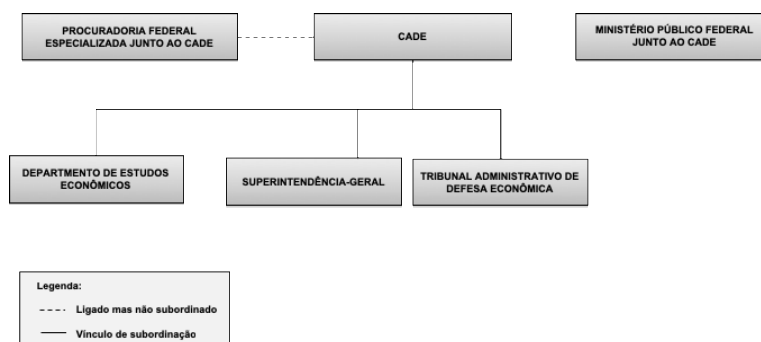 PROCURADORIA FEDERAL
ESPECIALIZADA JUNTO AO CADE
CADE
MINISTÉRIO PÚBLICO FEDERAL
JUNTO AO CADE
DEPARTMENTO DE ESTUDOS
ECONÔMICOS
SUPERINTENDÊNCIA-GERAL
TRIBUNAL ADMINISTRATIVO DE
DEFESA ECONÔMICA
Legenda:
Ligado mas não subordinado
Vínculo de subordinação